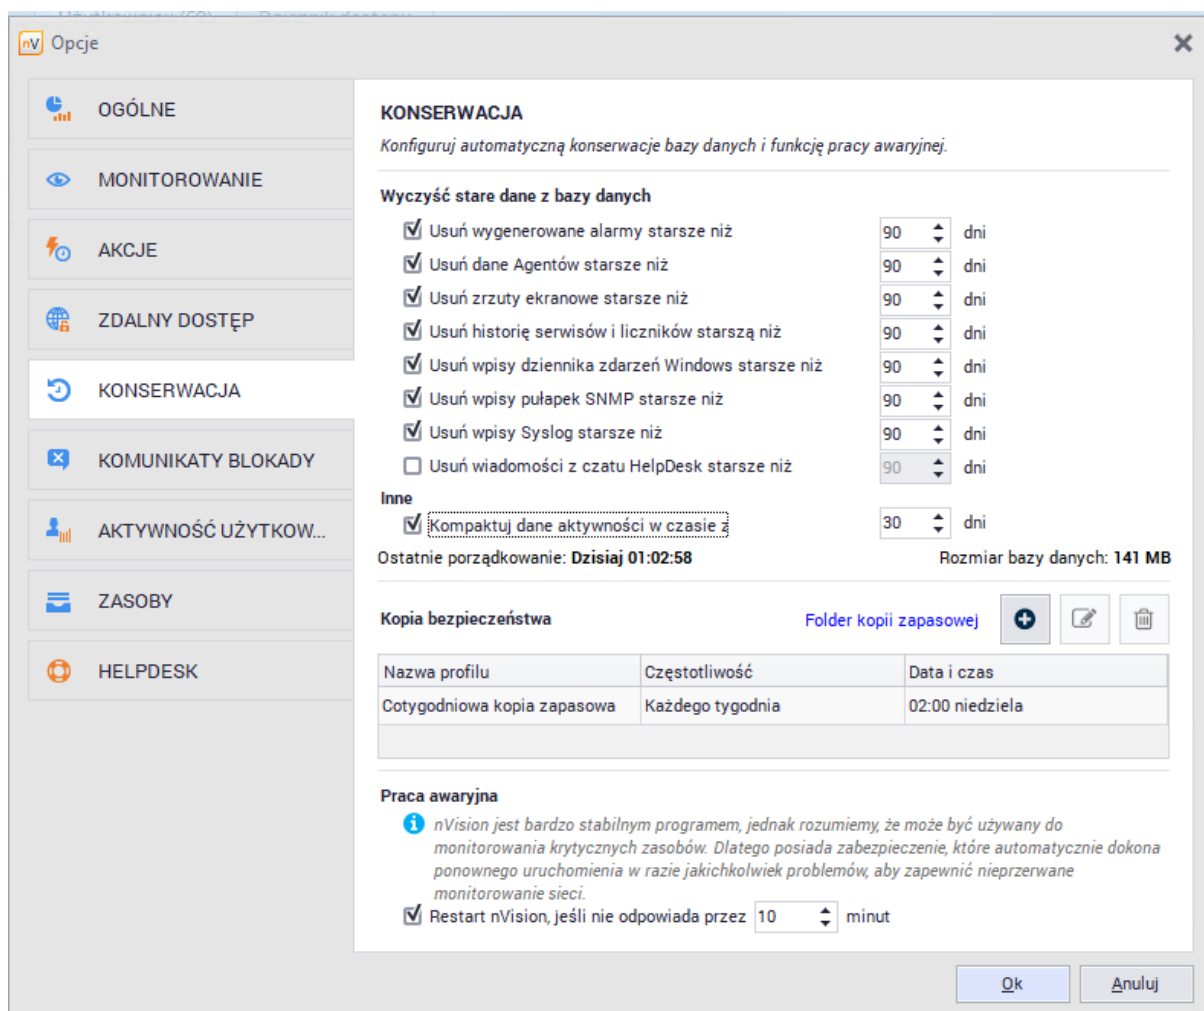 nV Opcje
OGÓLNE
MONITOROWANIE
AKCJE
ZDALNY DOSTĘP
KONSERWACJA
KOMUNIKATY BLOKADY
AKTYWNOŚĆ UŻYTKOW...
ZASOBY
HELPDESK
KONSERWACJA
Konfiguruj automatyczną konserwacje bazy danych i funkcję pracy awaryjnej.
Wyczyść stare dane z bazy danych
Usuń wygenerowane alarmy starsze niż 90 dni
Usuń dane Agentów starsze niż 90 dni
Usuń zrzuty ekranowe starsze niż 90 dni
Usuń historię serwisów i liczników starszą niż 90 dni
Usuń wpisy dziennika zdarzeń Windows starsze niż 90 dni
Usuń wpisy pułapek SNMP starsze niż 90 dni
Usuń wpisy Syslog starsze niż 90 dni
Usuń wiadomości z czatu HelpDesk starsze niż 90 dni
Inne
Kompaktuj dane aktywności w czasie z 30 dni
Ostatnie porządkowanie: Dzisiaj 01:02:58 Rozmiar bazy danych: 141 MB
Kopia bezpieczeństwa Folder kopii zapasowej
Nazwa profilu Częstotliwość Data i czas
Cotygodniowa kopia zapasowa Każdego tygodnia 02:00 niedziela
Praca awaryjna
nVision jest bardzo stabilnym programem, jednak rozumiemy, że może być używany do
monitorowania krytycznych zasobów. Dlatego posiada zabezpieczenie, które automatycznie dokona
ponownego uruchomienia w razie jakichkolwiek problemów, aby zapewnić nieprzerwane
monitorowanie sieci.
Restart nVision, jeśli nie odpowiada przez 10 minut
Ok Anuluj